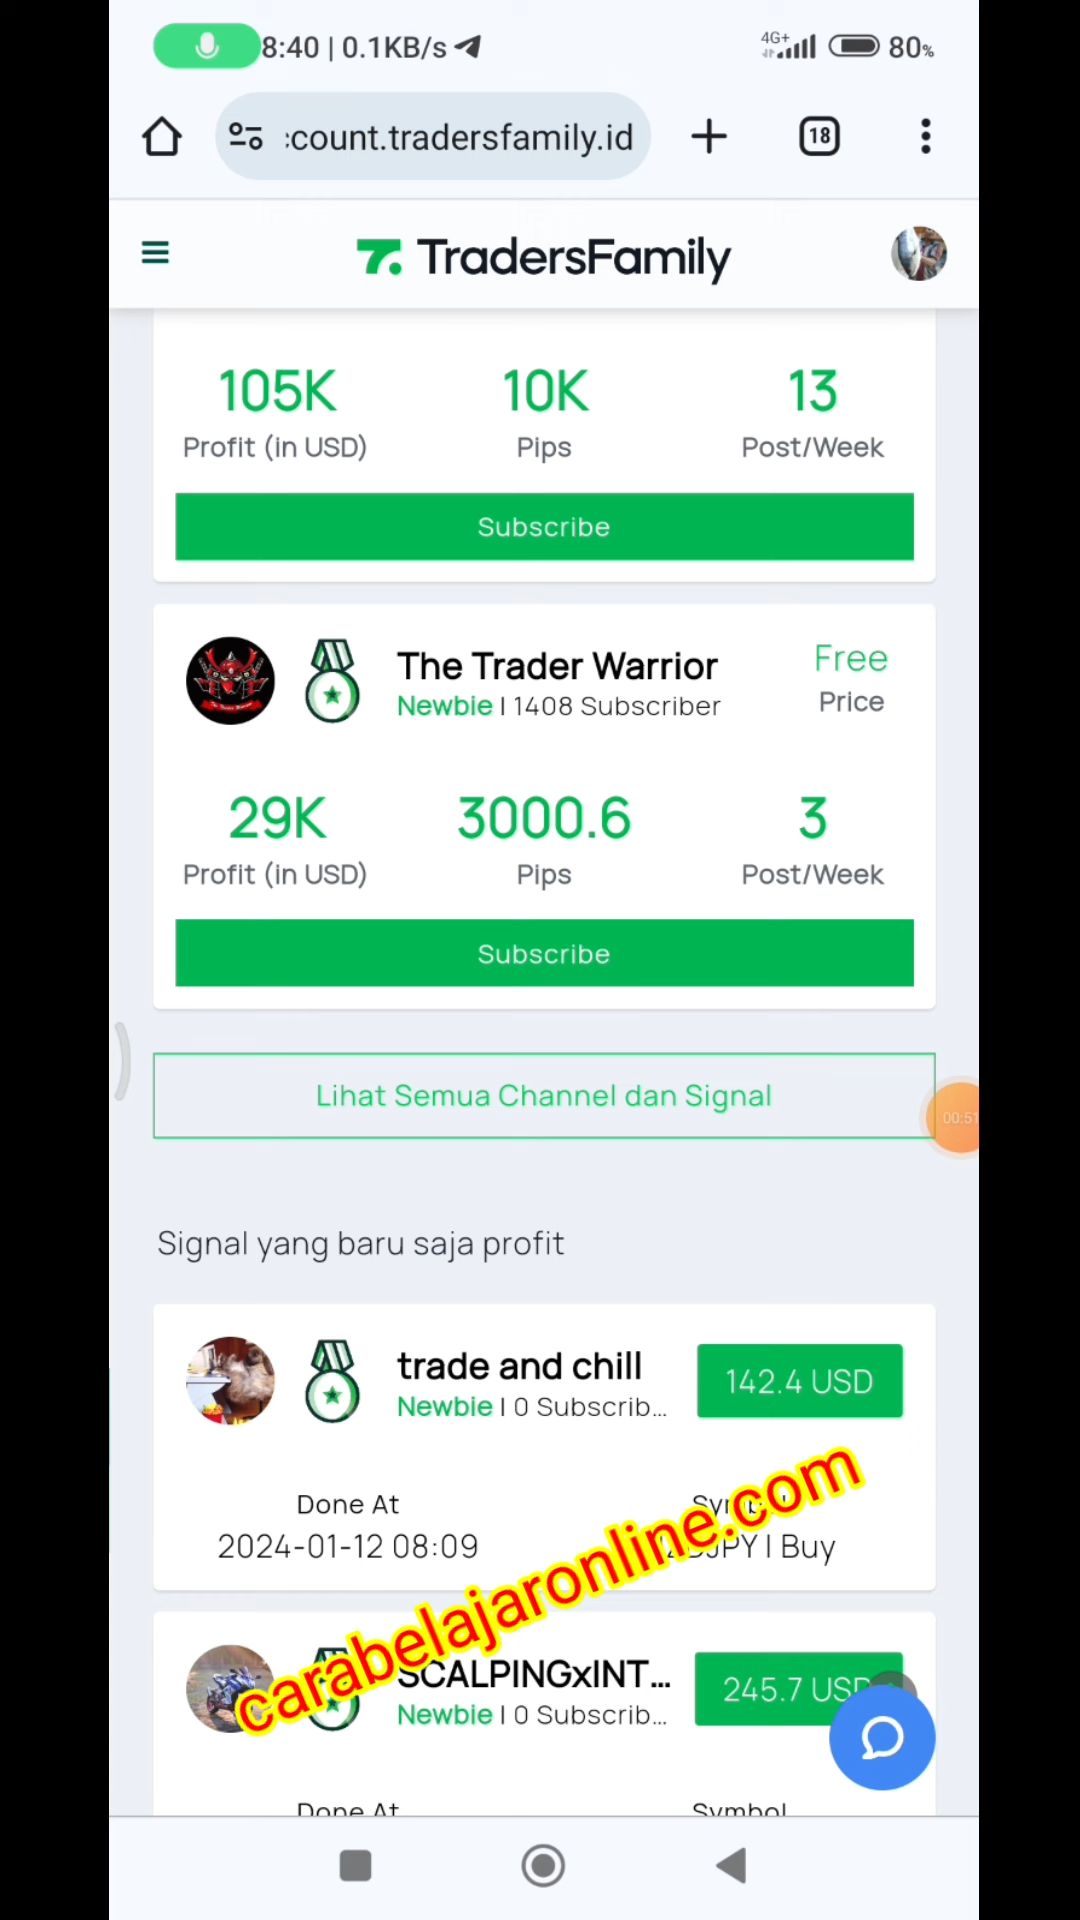 8:40 | 0.1KB/s
4G+
80%
:count.tradersfamily.id
18
TradersFamily
105K
10K
13
Profit (in USD)
Pips
Post/Week
Subscribe
The Trader Warrior
Free
Newbie | 1408 Subscriber
Price
29K
3000.6
3
Profit (in USD)
Pips
Post/Week
Subscribe
Lihat Semua Channel dan Signal
00:51
Signal yang baru saja profit
trade and chill
142.4 USD
Newbie | 0 Subscrib...
Done At
2024-01-12 08:09
Buy
carabelajaronline.com
SCALPINGxINT...
245.7 USD
Newbie | 0 Subscrib...
Done At
Symbol